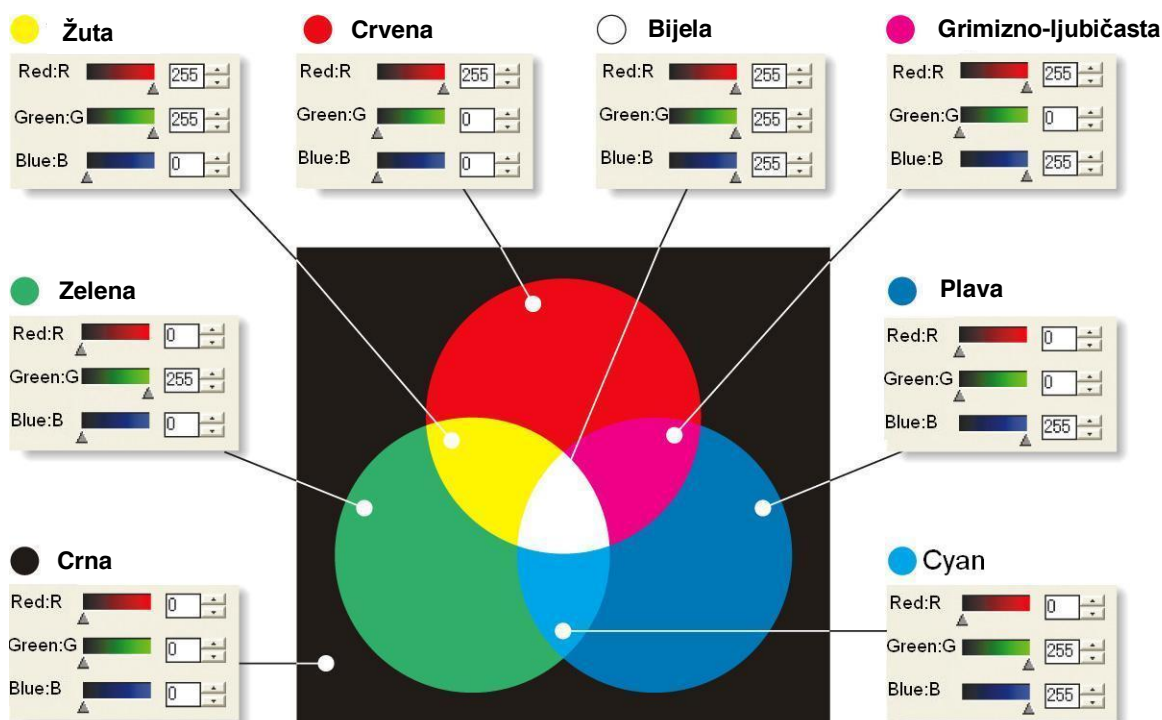 Žuta
Red:R 255
Green:G 255
Blue:B 0
Crvena
Red:R 255
Green:G 0
Blue:B 0
Bijela
Red:R 255
Green:G 255
Blue:B 255
Grimizno-ljubičasta
Red:R 255
Green:G 0
Blue:B 255
Zelena
Red:R 0
Green:G 255
Blue:B 0
Plava
Red:R 0
Green:G 0
Blue:B 255
Crna
Red:R 0
Green:G 0
Blue:B 0
Cyan
Red:R 0
Green:G 255
Blue:B 255